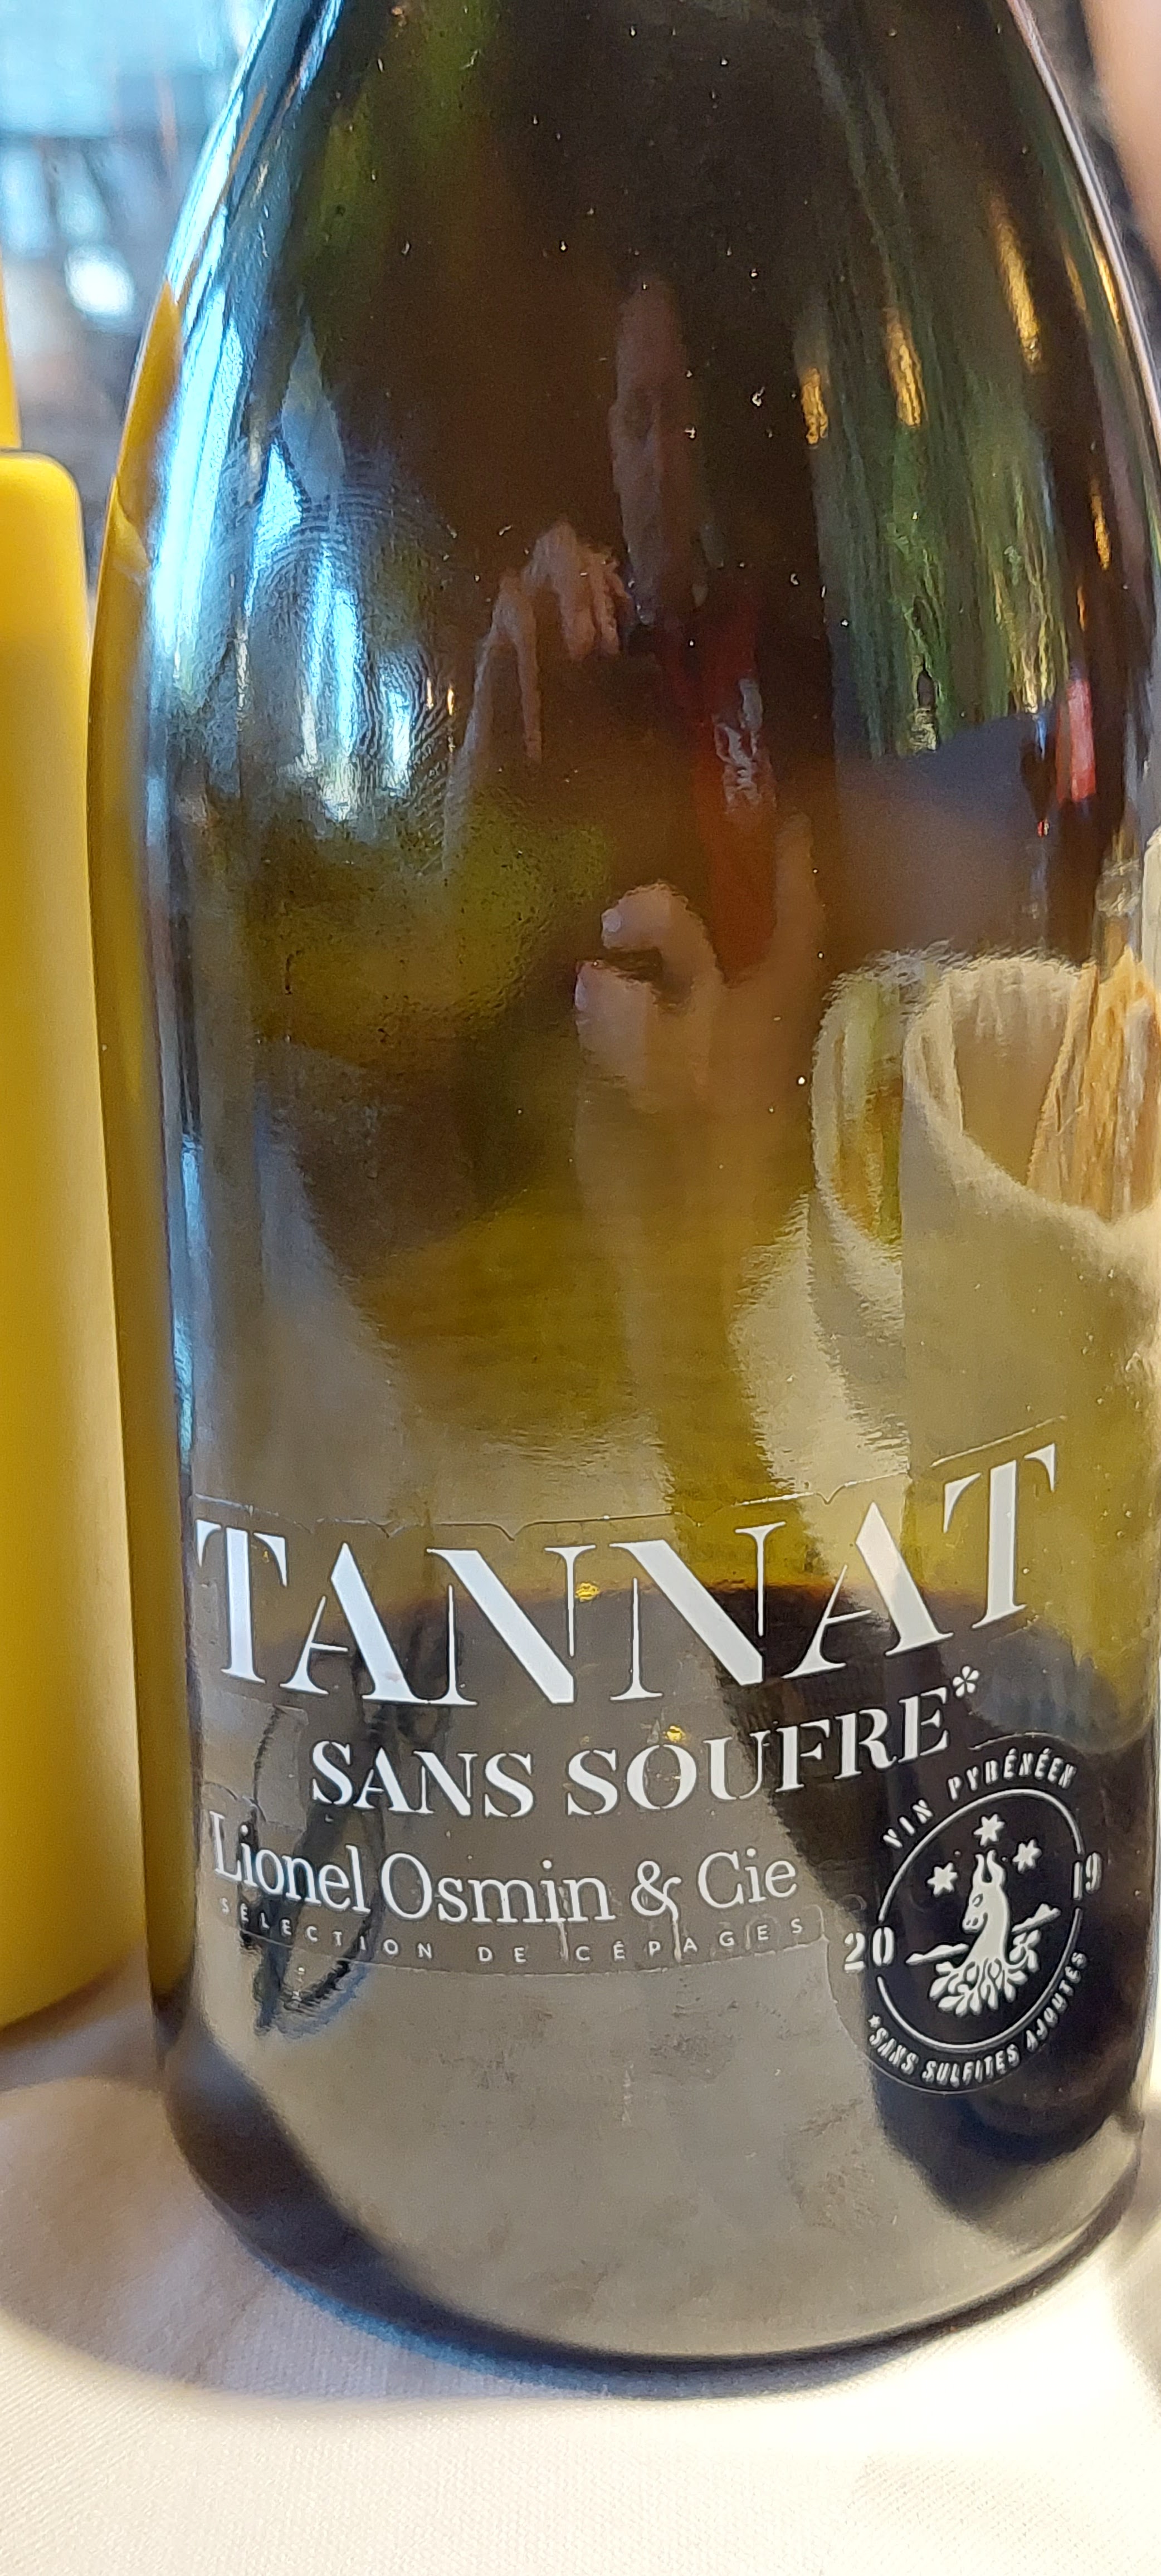 TANNAT
SANS SOUFRE*
Lionel Osmin & Cie
SÉLECTION DE CÉPAGES
VIN PYRÉNÉEN
20 19
*SANS SULFITES AJOUTÉS